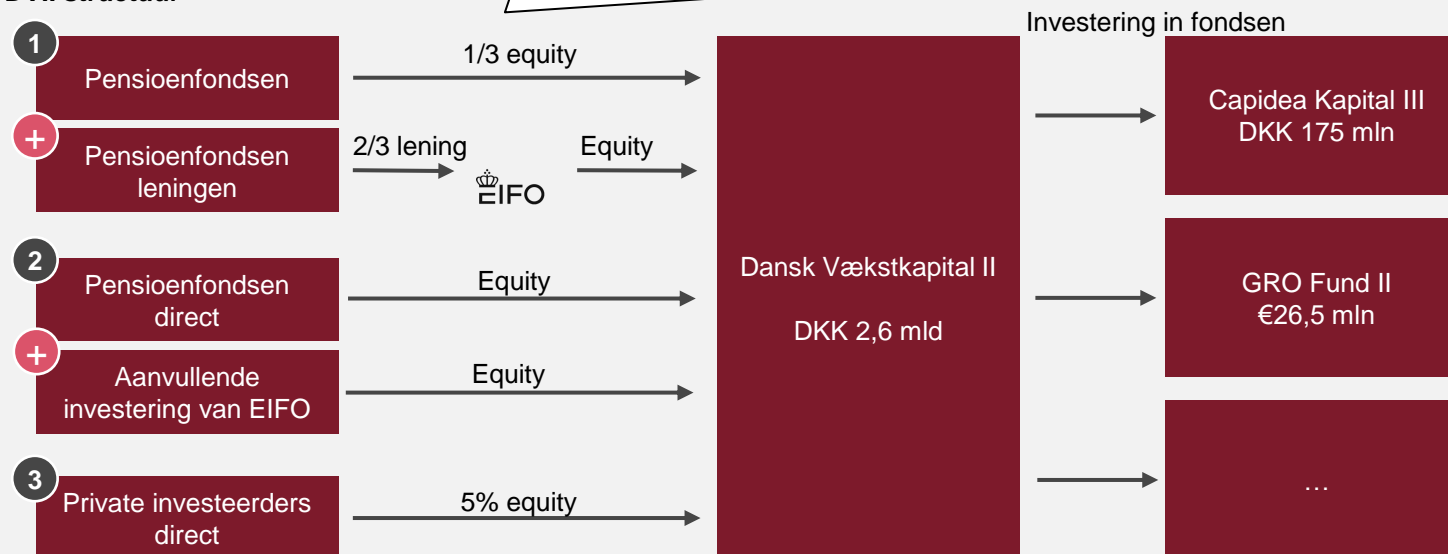 Investering in fondsen
1
Pensioenfondsen
1/3 equity
+
Pensioenfondsen
leningen
2/3 lening
EIFO
Equity
2
Pensioenfondsen
direct
Equity
+
Aanvullende
investering van EIFO
Equity
3
Private investeerders
direct
5% equity
Dansk Vækstkapital II
DKK 2,6 mld
Capidea Kapital III
DKK 175 mln
GRO Fund II
€26,5 mln
…